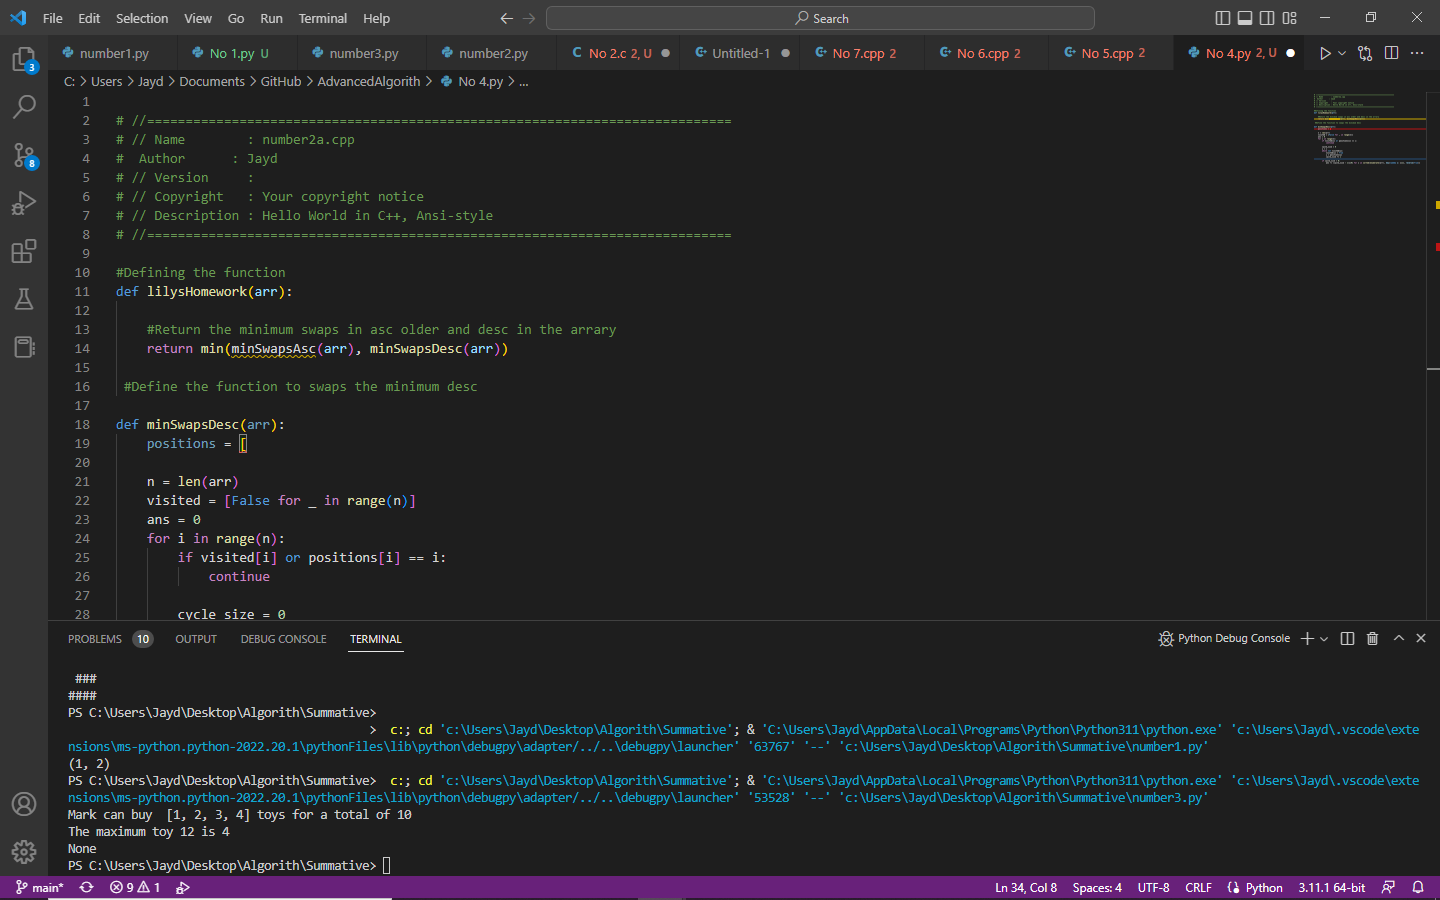 File Edit Selection View Go Run Terminal Help Search
number1.py No 1.py U number3.py number2.py No 2.c 2, U Untitled-1 No 7.cpp 2 No 6.cpp 2 No 5.cpp 2 No 4.py 2, U
C: > Users > Jayd > Documents > GitHub > AdvancedAlgorith > No 4.py > ...
1
2 # //============================================================================
3 # // Name        : number2a.cpp
4 #  Author      : Jayd
5 # // Version     :
6 # // Copyright   : Your copyright notice
7 # // Description : Hello World in C++, Ansi-style
8 # //============================================================================
9
10 #Defining the function
11 def lilysHomework(arr):
12
13     #Return the minimum swaps in asc older and desc in the arrary
14     return min(minSwapsAsc(arr), minSwapsDesc(arr))
15
16  #Define the function to swaps the minimum desc
17
18 def minSwapsDesc(arr):
19     positions = [
20
21     n = len(arr)
22     visited = [False for _ in range(n)]
23     ans = 0
24     for i in range(n):
25         if visited[i] or positions[i] == i:
26             continue
27
28         cycle_size = 0
3
8
PROBLEMS 10 OUTPUT DEBUG CONSOLE TERMINAL Python Debug Console
 ###
####
PS C:\Users\Jayd\Desktop\Algorith\Summative>
> c:; cd 'c:\Users\Jayd\Desktop\Algorith\Summative'; & 'C:\Users\Jayd\AppData\Local\Programs\Python\Python311\python.exe' 'c:\Users\Jayd\.vscode\exte
nsions\ms-python.python-2022.20.1\pythonFiles\lib\python\debugpy\adapter/../..\debugpy\launcher' '63767' '--' 'c:\Users\Jayd\Desktop\Algorith\Summative\number1.py'
(1, 2)
PS C:\Users\Jayd\Desktop\Algorith\Summative>  c:; cd 'c:\Users\Jayd\Desktop\Algorith\Summative'; & 'C:\Users\Jayd\AppData\Local\Programs\Python\Python311\python.exe' 'c:\Users\Jayd\.vscode\exte
nsions\ms-python.python-2022.20.1\pythonFiles\lib\python\debugpy\adapter/../..\debugpy\launcher' '53528' '--' 'c:\Users\Jayd\Desktop\Algorith\Summative\number3.py'
Mark can buy  [1, 2, 3, 4] toys for a total of 10
The maximum toy 12 is 4
None
PS C:\Users\Jayd\Desktop\Algorith\Summative>
main* 9 1 Ln 34, Col 8 Spaces: 4 UTF-8 CRLF Python 3.11.1 64-bit